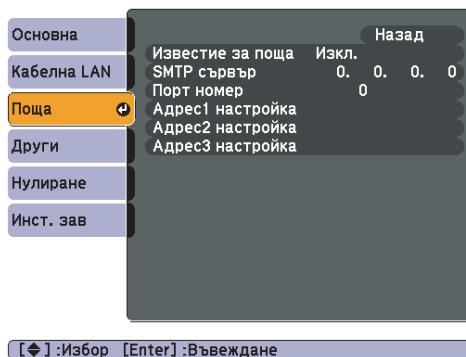 Основна
Кабелна LAN
Поща
Други
Нулиране
Инст. зав
Назад
Известие за поща Изкл.
SMTP сървър 0. 0. 0. 0
Порт номер 0
Адрес1 настройка
Адрес2 настройка
Адрес3 настройка
[◆] :Избор [Enter] :Въвеждане